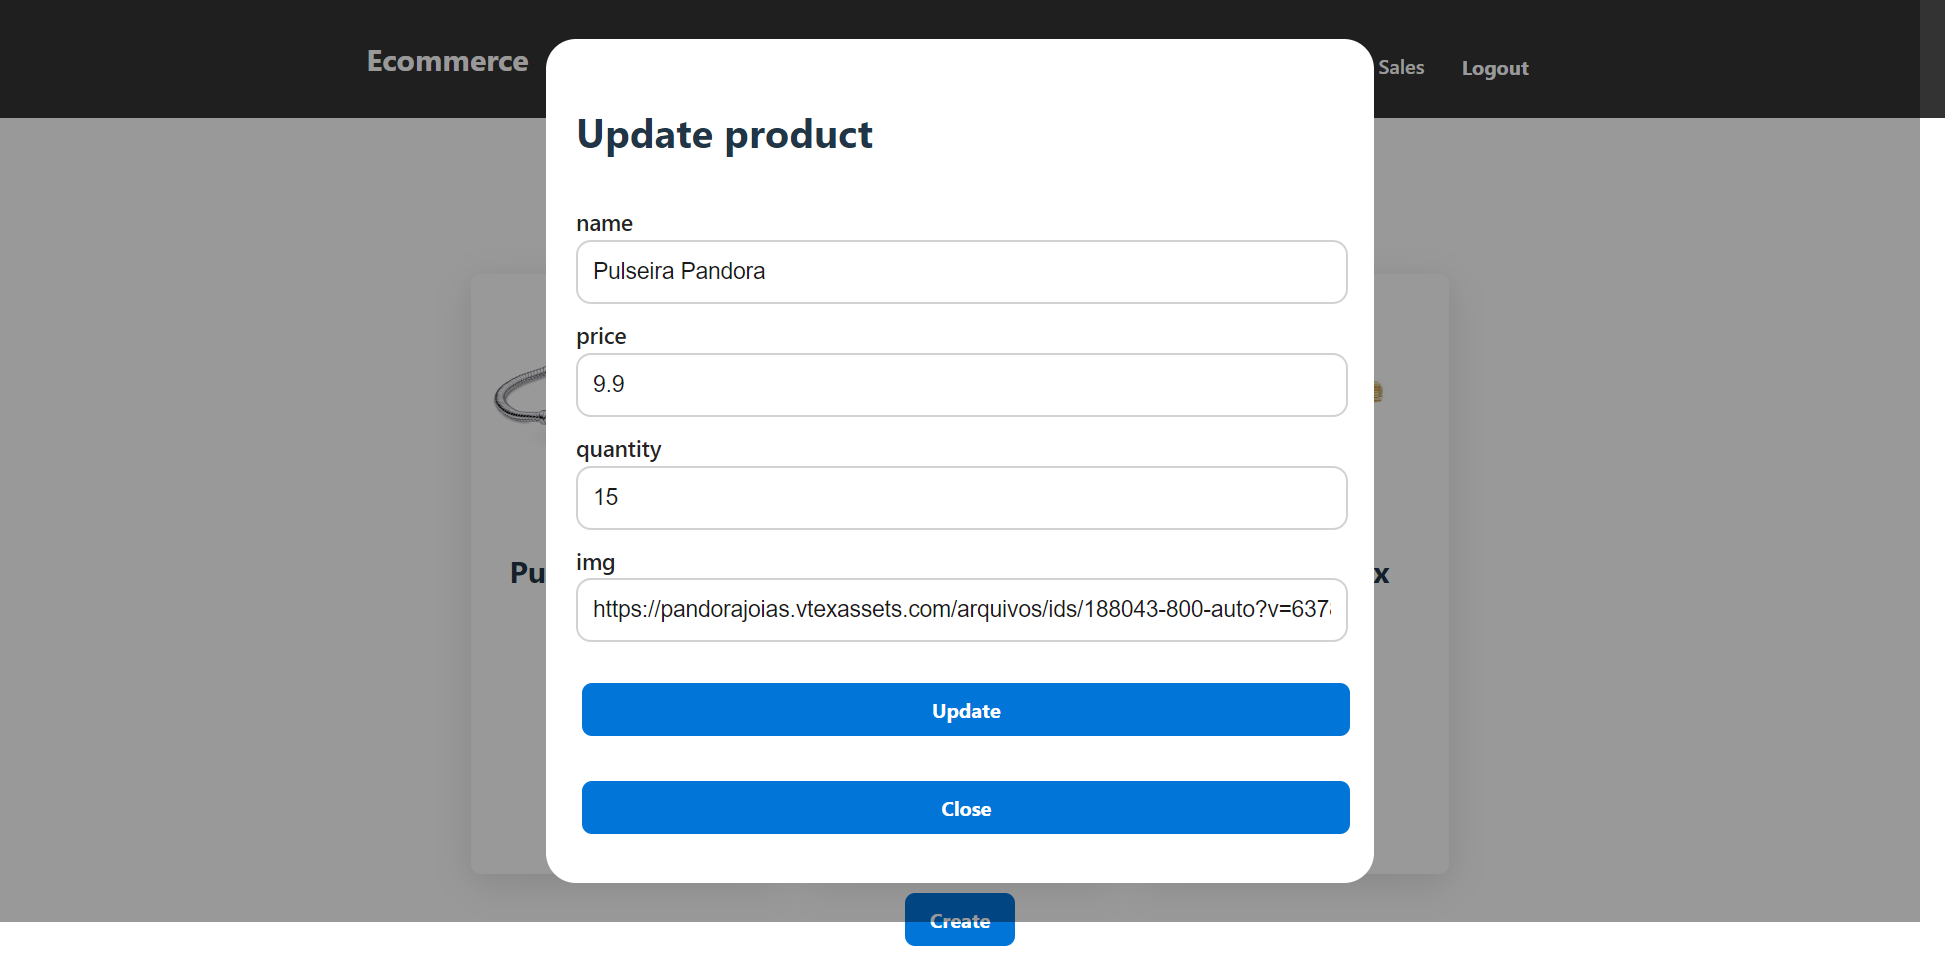 Ecommerce
Sales
Logout
Update product
name
Pulseira Pandora
price
9.9
quantity
15
img
https://pandorajoias.vtexassets.com/arquivos/ids/188043-800-auto?v=637
Pu
x
Update
Close
Create